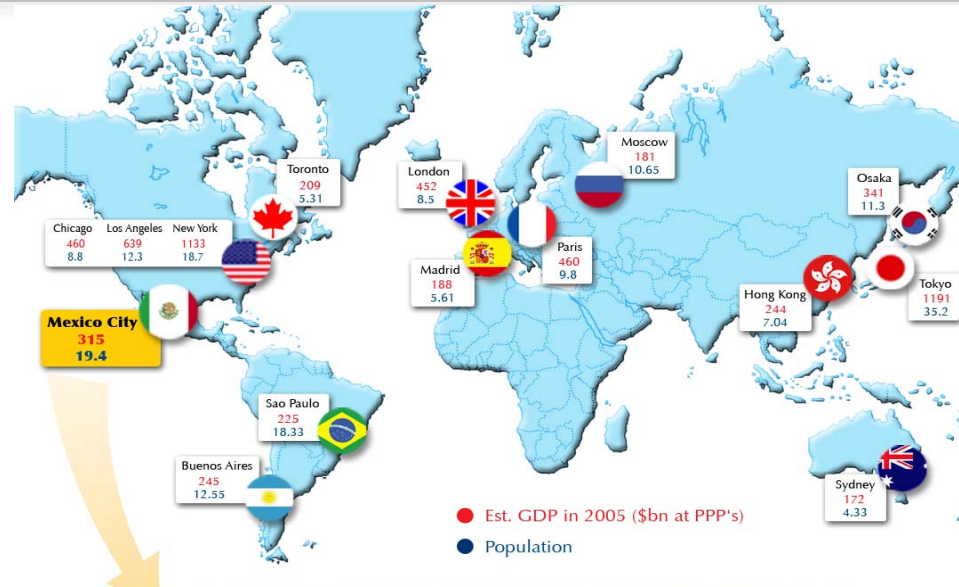 Moscow
181
10.65
Toronto
209
5.31
London
452
8.5
Osaka
341
11.3
Chicago Los Angeles New York
460 639 1133
8.8 12.3 18.7
Paris
460
9.8
Madrid
188
5.61
Tokyo
1191
35.2
Hong Kong
244
7.04
Mexico City
315
19.4
Sao Paulo
225
18.33
Buenos Aires
245
12.55
Sydney
172
4.33
Est. GDP in 2005 ($bn at PPP's)
Population